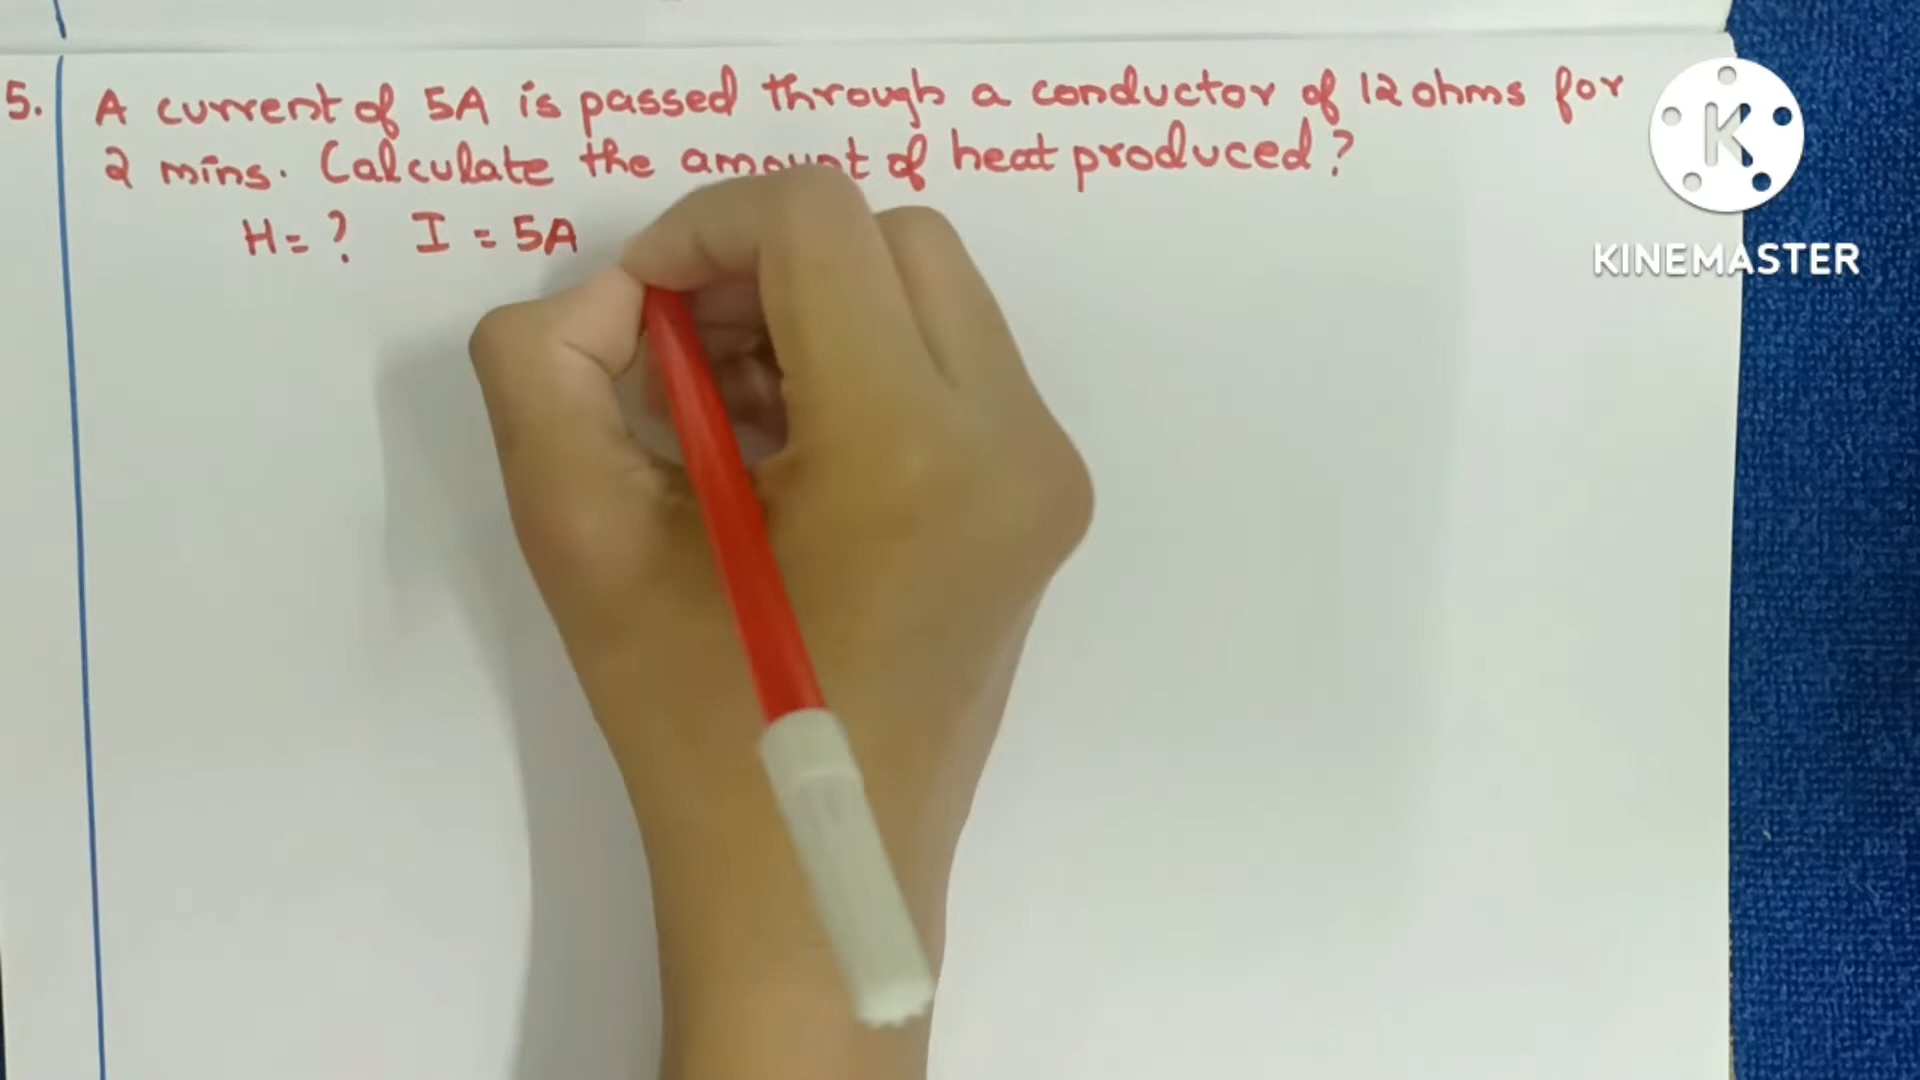 5. A current of 5A is passed through a conductor of 12 ohms for
2 mins. Calculate the amount of heat produced?
H = ? I = 5A
K
KINEMASTER